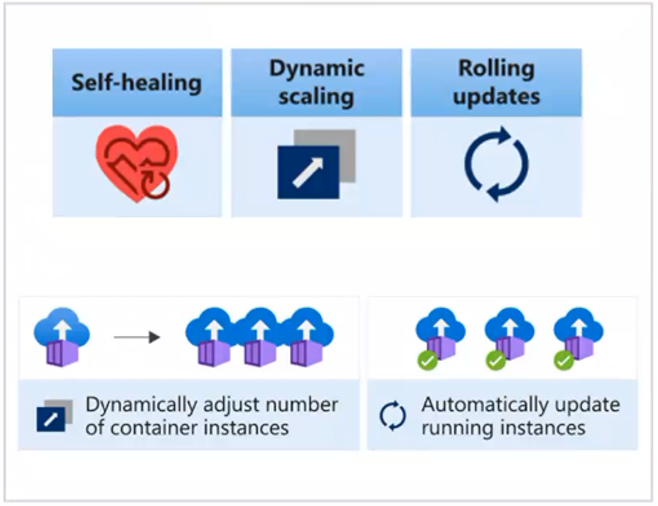 Self-healing
Dynamic
scaling
Rolling
updates
Dynamically adjust number
of container instances
Automatically update
running instances